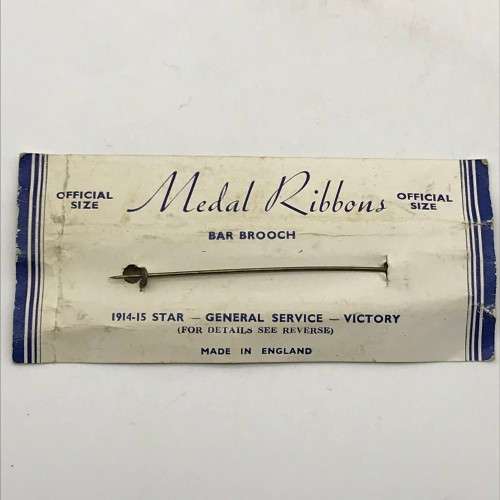 OFFICIAL SIZE
Medal Ribbons
OFFICIAL SIZE
BAR BROOCH
1914-15 STAR — GENERAL SERVICE — VICTORY
(FOR DETAILS SEE REVERSE)
MADE IN ENGLAND